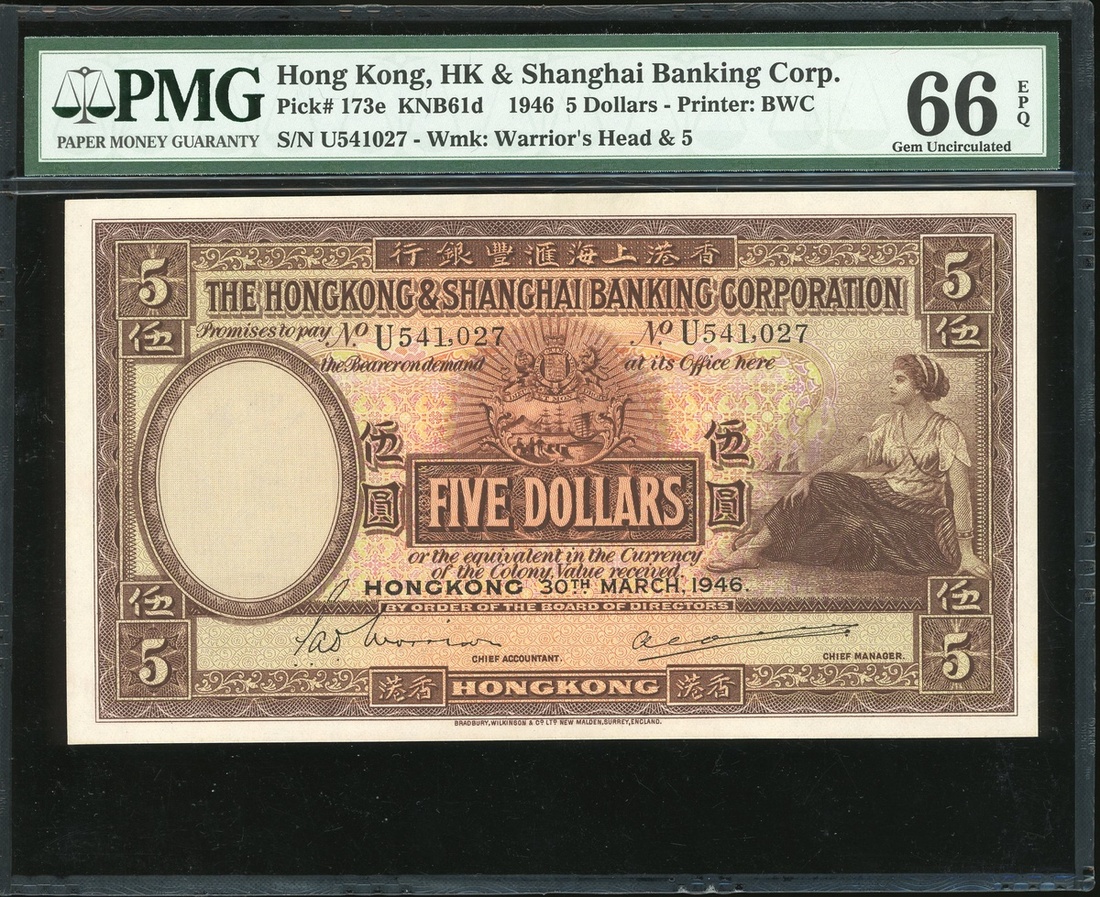 PMG
PAPER MONEY GUARANTY
Hong Kong, HK & Shanghai Banking Corp.
Pick# 173e KNB61d 1946 5 Dollars - Printer: BWC
S/N U541027 - Wmk: Warrior's Head & 5
66 EPQ
Gem Uncirculated
行銀豐滙海上港香
5 5
THE HONGKONG & SHANGHAI BANKING CORPORATION
伍 伍
Promises to pay No. U541,027 No. U541,027
the Bearer on demand at its Office here
伍圓 伍圓
FIVE DOLLARS
or the equivalent in the Currency
of the Colony, Value received.
HONGKONG 30TH MARCH, 1946.
伍 伍
BY ORDER OF THE BOARD OF DIRECTORS
CHIEF ACCOUNTANT. CHIEF MANAGER.
5 5
港香 HONGKONG 港香
BRADBURY, WILKINSON & Co LTD NEW MALDEN, SURREY, ENGLAND.